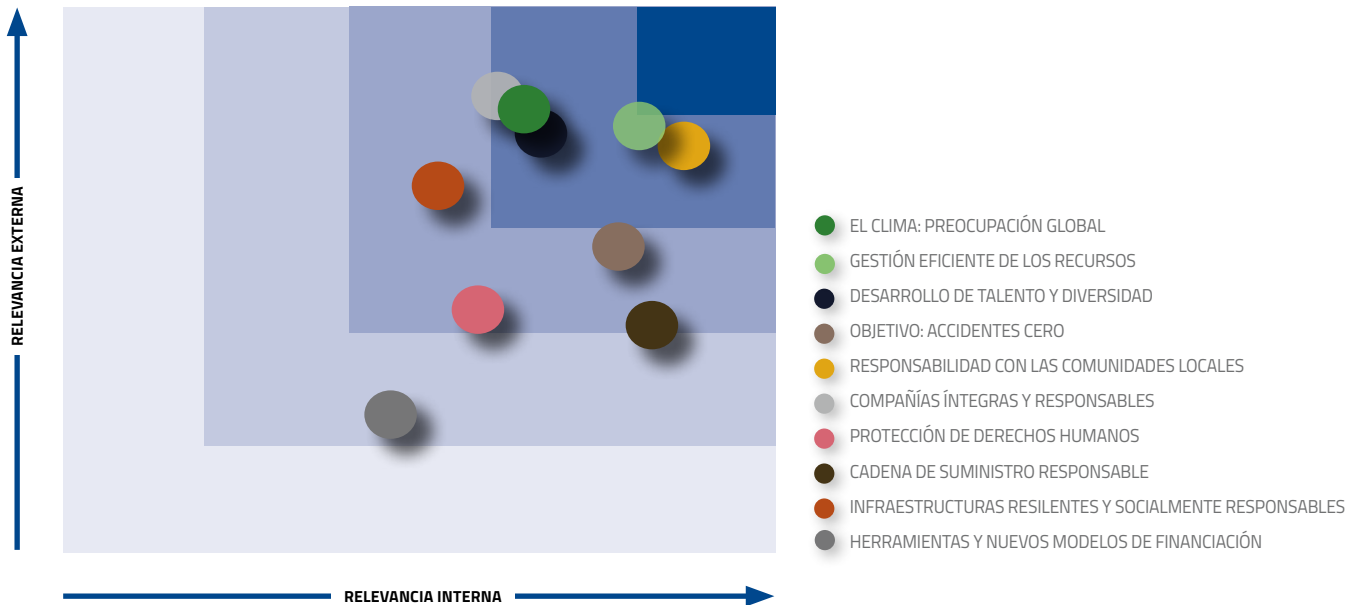 RELEVANCIA EXTERNA
EL CLIMA: PREOCUPACIÓN GLOBAL
GESTIÓN EFICIENTE DE LOS RECURSOS
DESARROLLO DE TALENTO Y DIVERSIDAD
OBJETIVO: ACCIDENTES CERO
RESPONSABILIDAD CON LAS COMUNIDADES LOCALES
COMPAÑÍAS ÍNTEGRAS Y RESPONSABLES
PROTECCIÓN DE DERECHOS HUMANOS
CADENA DE SUMINISTRO RESPONSABLE
INFRAESTRUCTURAS RESILENTES Y SOCIALMENTE RESPONSABLES
HERRAMIENTAS Y NUEVOS MODELOS DE FINANCIACIÓN
RELEVANCIA INTERNA